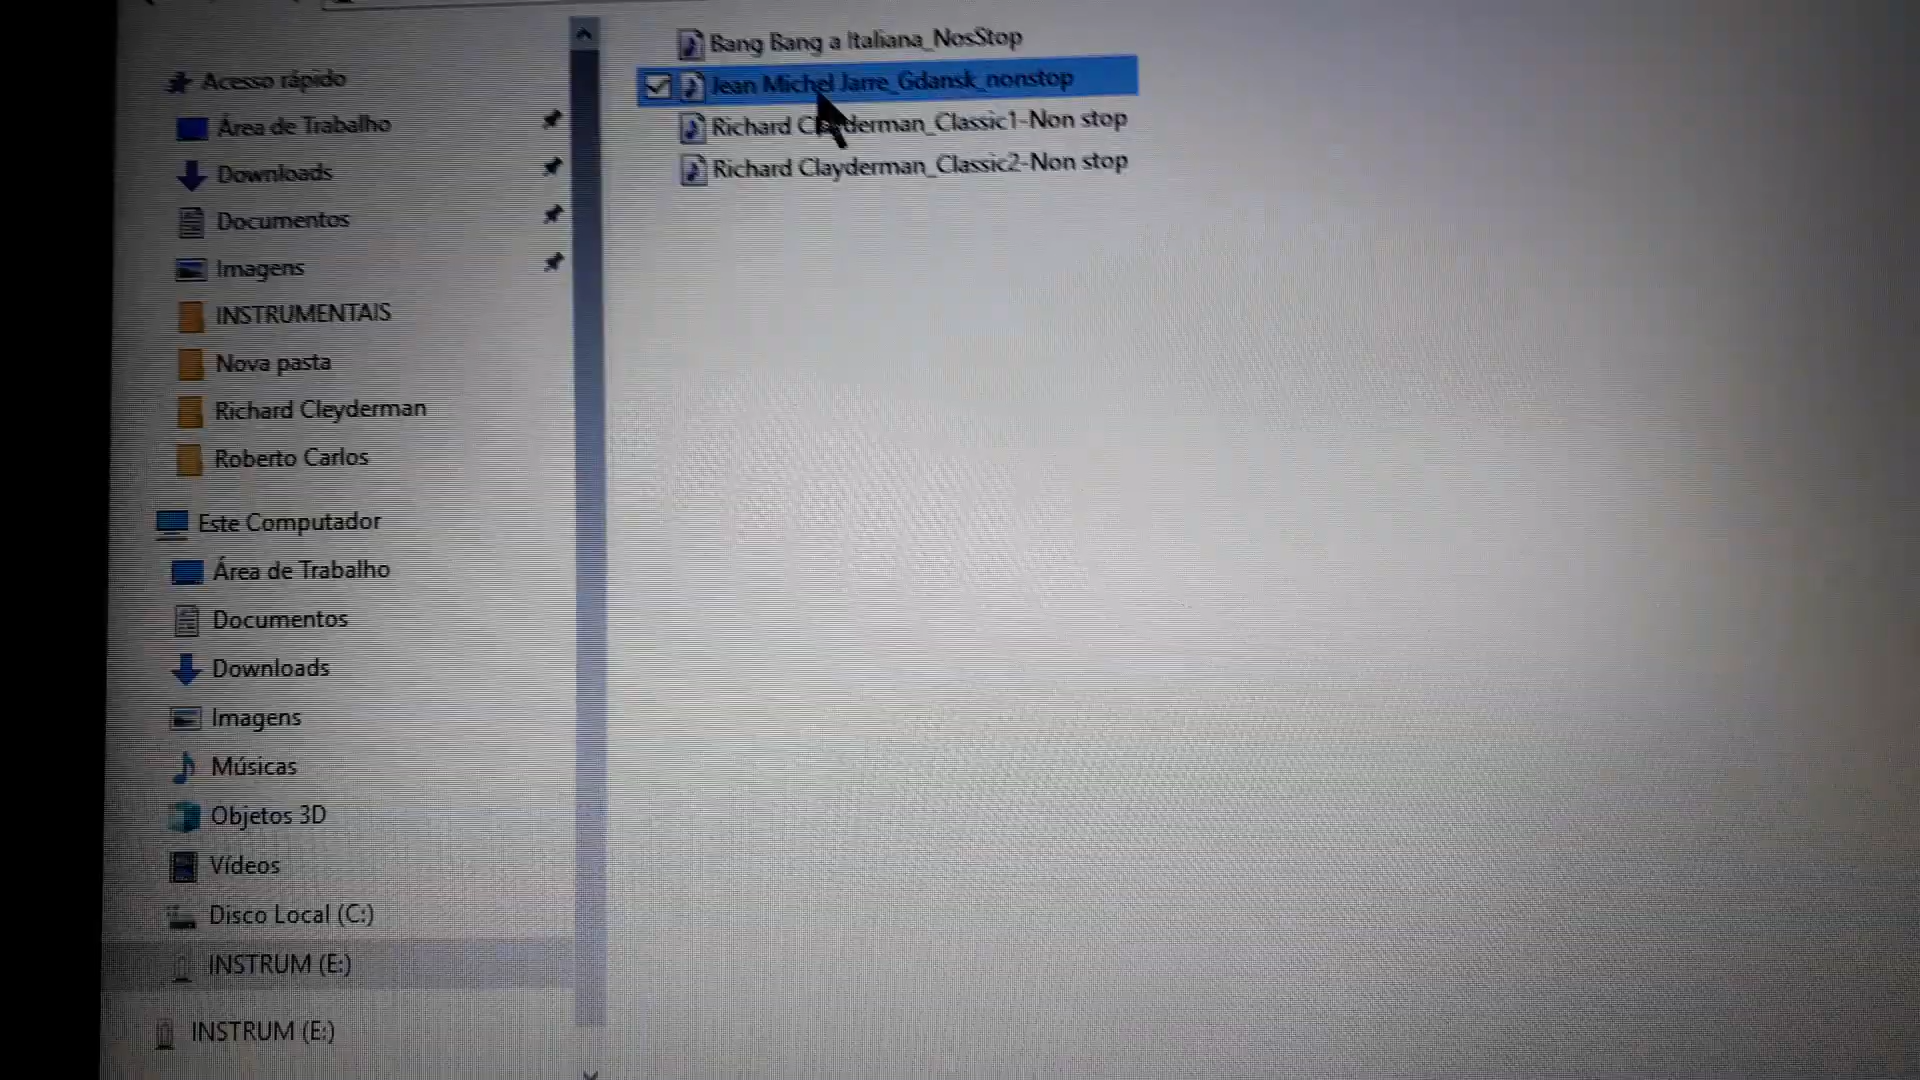 Acesso rápido
Área de Trabalho
Downloads
Documentos
Imagens
INSTRUMENTAIS
Nova pasta
Richard Cleyderman
Roberto Carlos
Este Computador
Área de Trabalho
Documentos
Downloads
Imagens
Músicas
Objetos 3D
Vídeos
Disco Local (C:)
INSTRUM (E:)
INSTRUM (E:)
Bang Bang a Italiana_NosStop
Jean Michel Jarre_Gdansk_nonstop
Richard Clayderman_Classic1-Non stop
Richard Clayderman_Classic2-Non stop